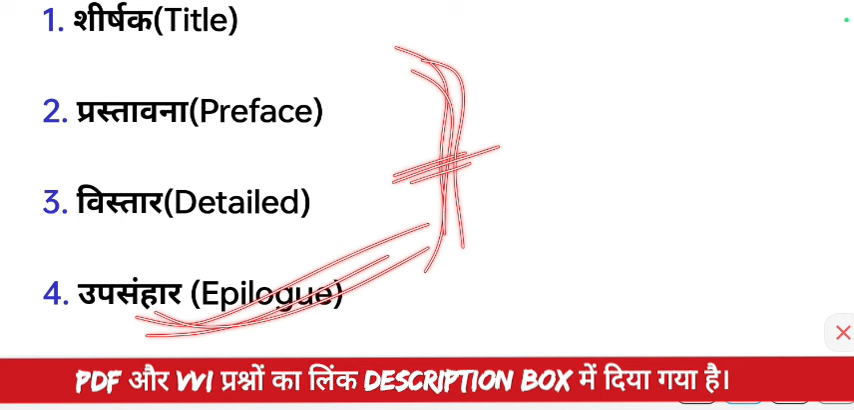 1. शीर्षक(Title)
2. प्रस्तावना(Preface)
3. विस्तार(Detailed)
4. उपसंहार (Epilogue)
PDF और VVI प्रश्नों का लिंक DESCRIPTION BOX में दिया गया है।